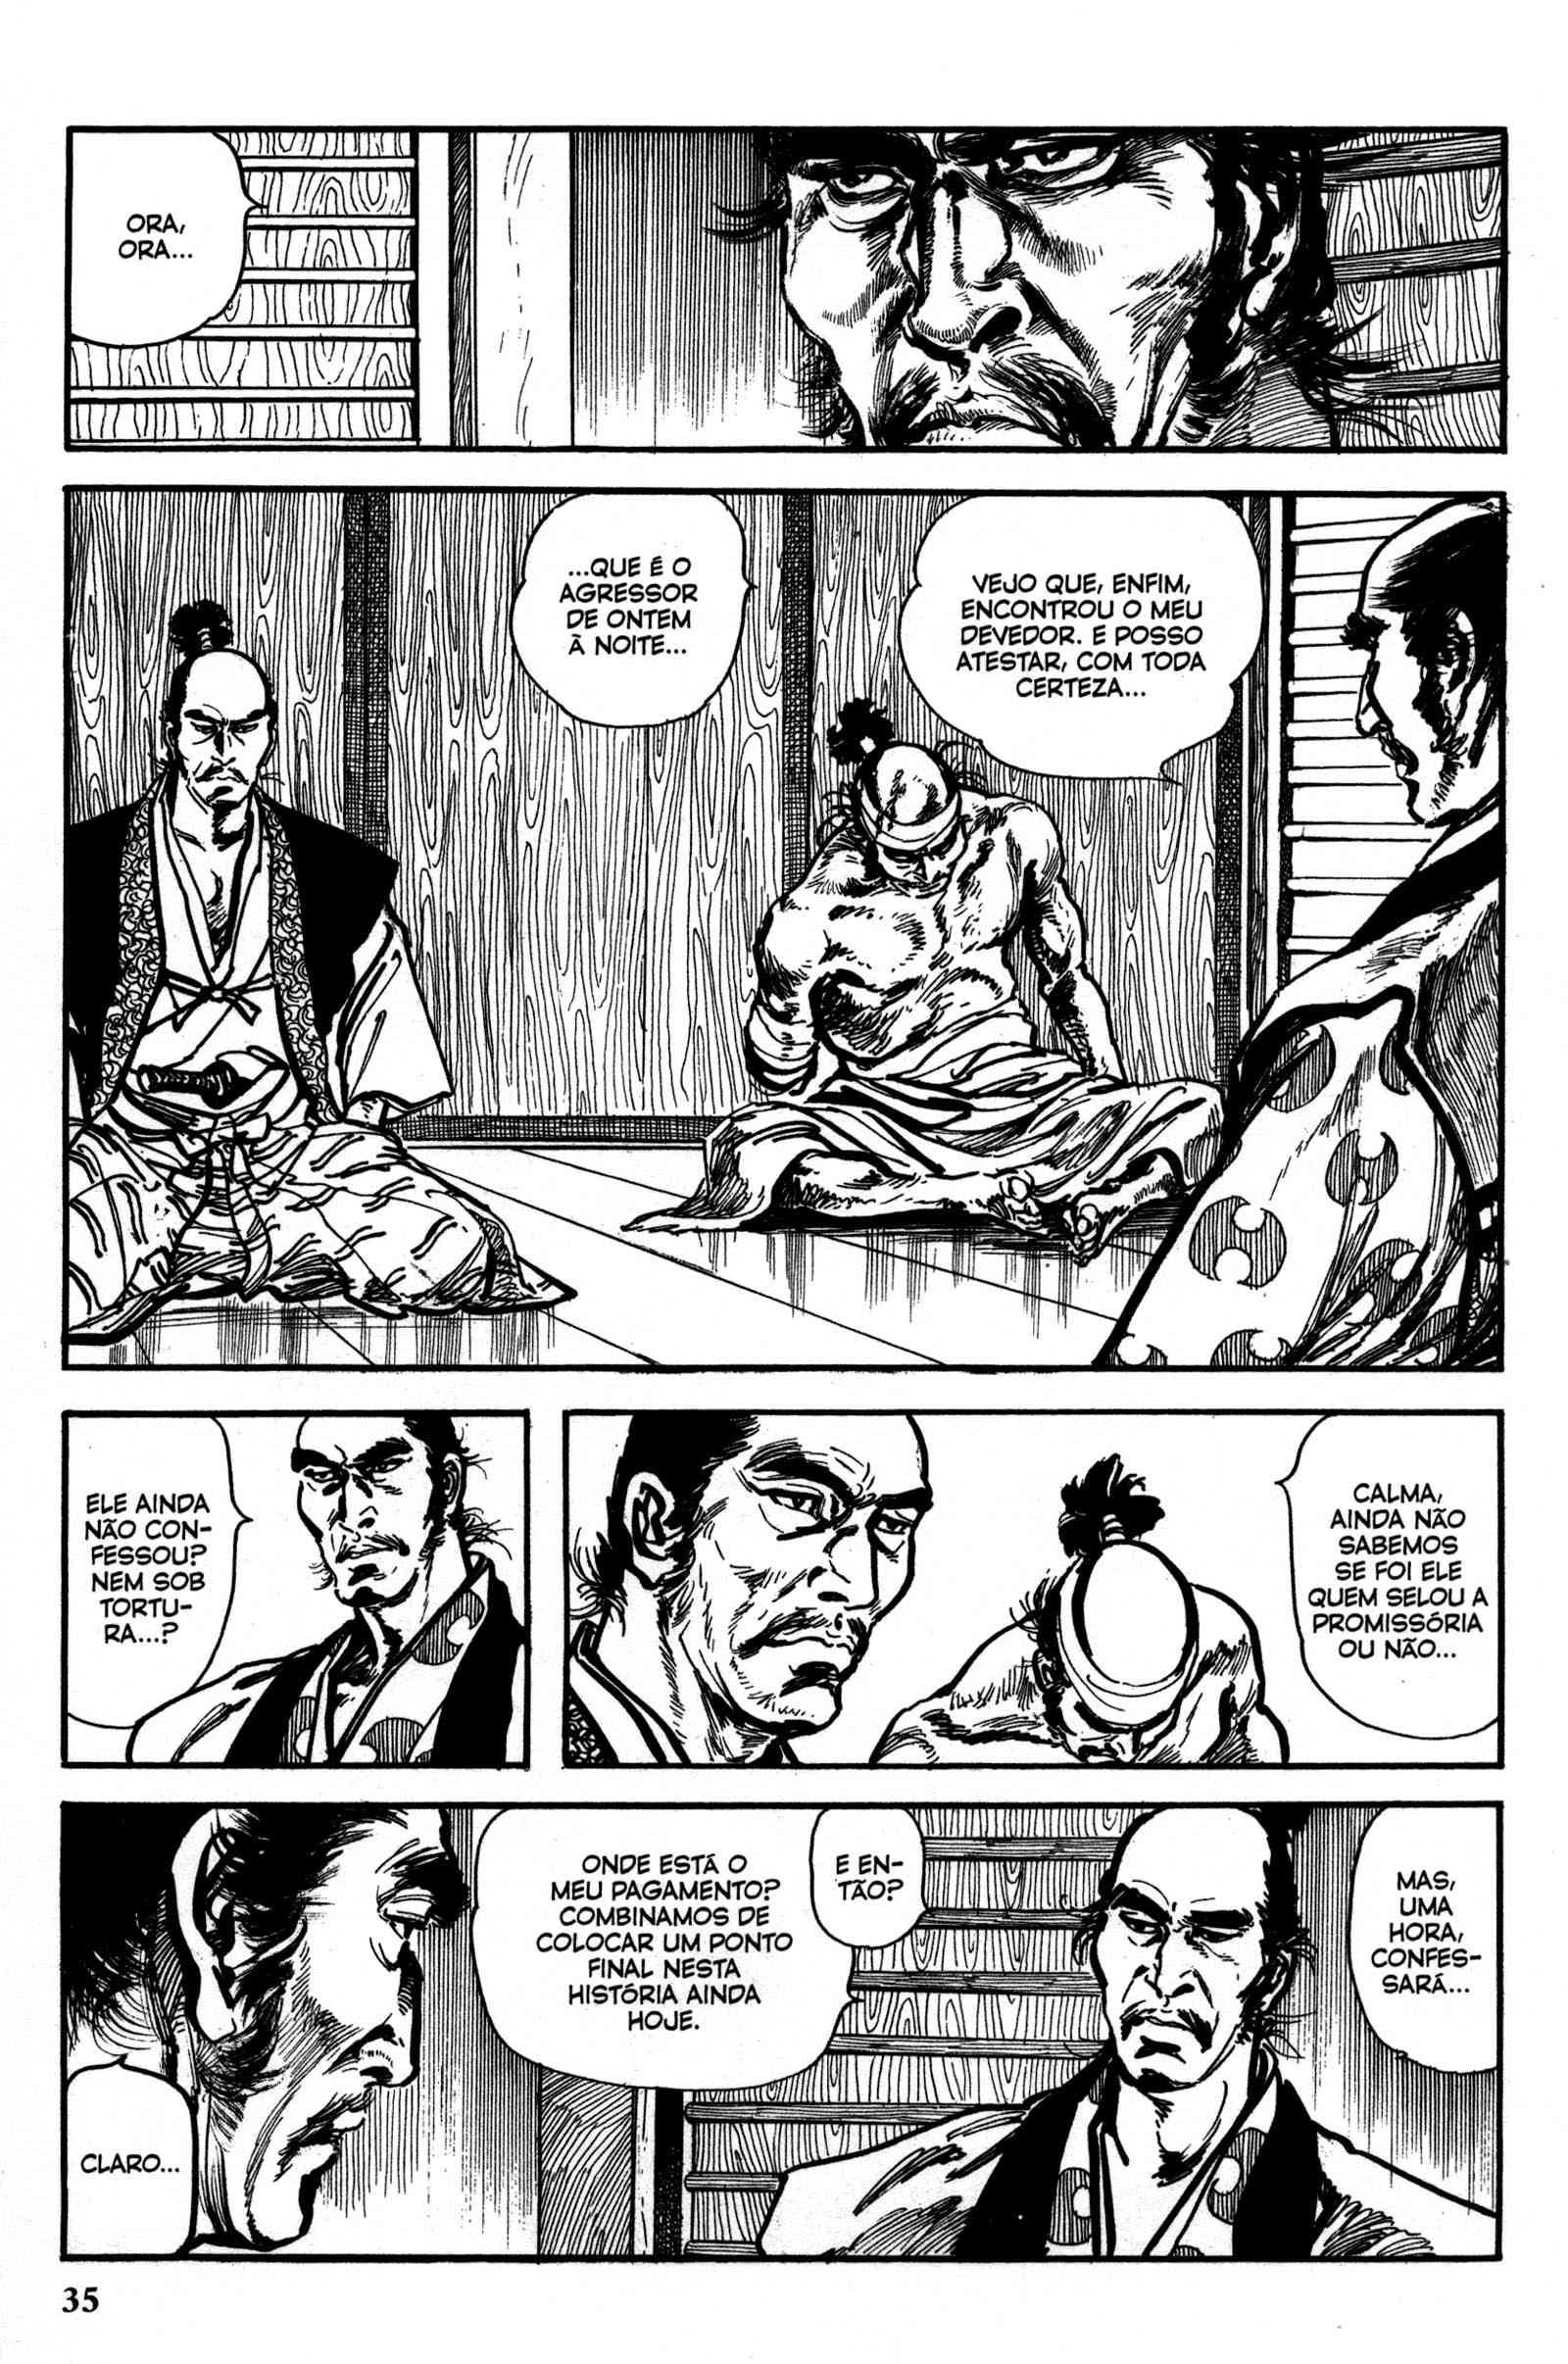 ORA,
ORA...
VEJO QUE, ENFIM,
ENCONTROU O MEU
DEVEDOR. E POSSO
ATESTAR, COM TODA
CERTEZA...
...QUE É O
AGRESSOR
DE ONTEM
À NOITE...
CALMA,
AINDA NÃO
SABEMOS
SE FOI ELE
QUEM SELOU A
PROMISSÓRIA
OU NÃO...
ELE AINDA
NÃO CON-
FESSOU?
NEM SOB
TORTU-
RA...?
MAS,
UMA
HORA,
CONFES-
SARÁ...
E EN-
TÃO?
ONDE ESTÁ O
MEU PAGAMENTO?
COMBINAMOS DE
COLOCAR UM PONTO
FINAL NESTA
HISTÓRIA AINDA
HOJE.
CLARO...
35